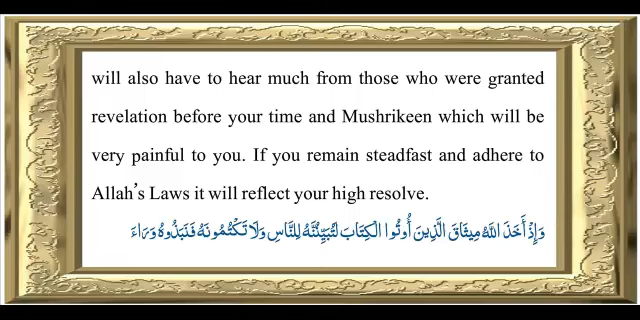 will also have to hear much from those who were granted
revelation before your time and Mushrikeen which will be
very painful to you. If you remain steadfast and adhere to
Allah's Laws it will reflect your high resolve.
وَإِذْ أَخَذَ اللَّهُ مِيثَاقَ الَّذِينَ أُوتُوا الْكِتَابَ لَتُبَيِّنُنَّهُ لِلنَّاسِ وَلَا تَكْتُمُونَهُ فَنَبَذُوهُ وَرَاءَ